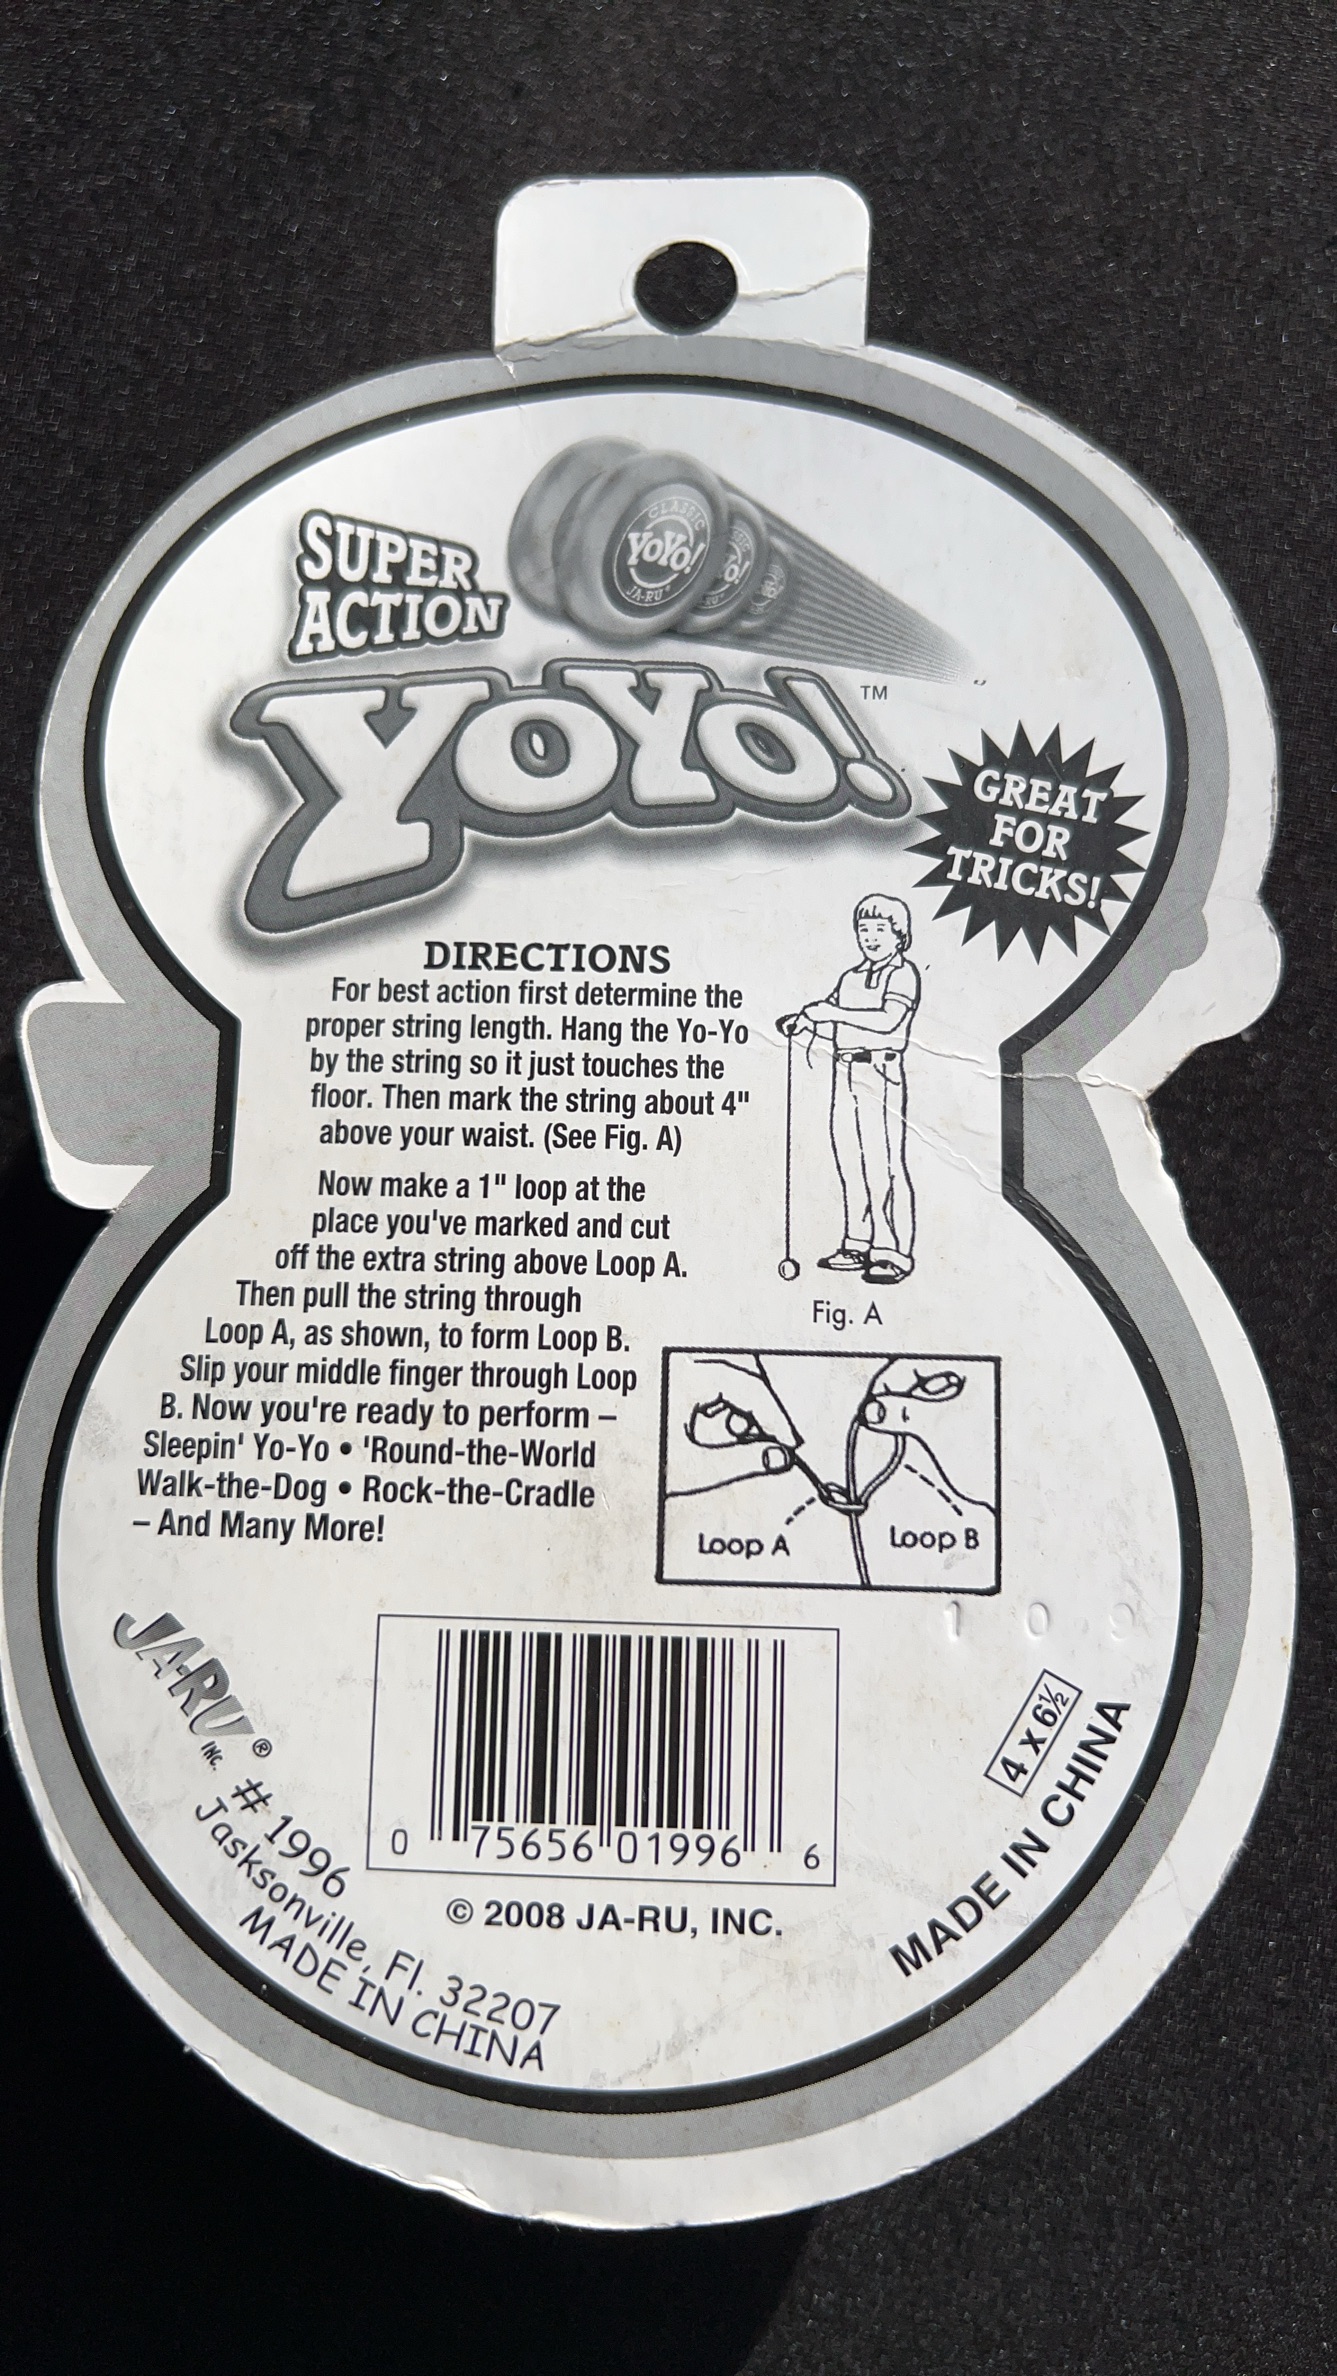 SUPER
ACTION
CLASSIC
YoYo!
JA-RU
YoYo!
TM
GREAT
FOR
TRICKS!
DIRECTIONS
For best action first determine the
proper string length. Hang the Yo-Yo
by the string so it just touches the
floor. Then mark the string about 4"
above your waist. (See Fig. A)
Now make a 1" loop at the
place you've marked and cut
off the extra string above Loop A.
Then pull the string through
Loop A, as shown, to form Loop B.
Slip your middle finger through Loop
B. Now you're ready to perform –
Sleepin' Yo-Yo • 'Round-the-World
Walk-the-Dog • Rock-the-Cradle
– And Many More!
Fig. A
Loop A
Loop B
JA-RU®
INC.
# 1996
Jasksonville, Fl. 32207
MADE IN CHINA
0 75656 01996 6
© 2008 JA-RU, INC.
4 X 6½
MADE IN CHINA